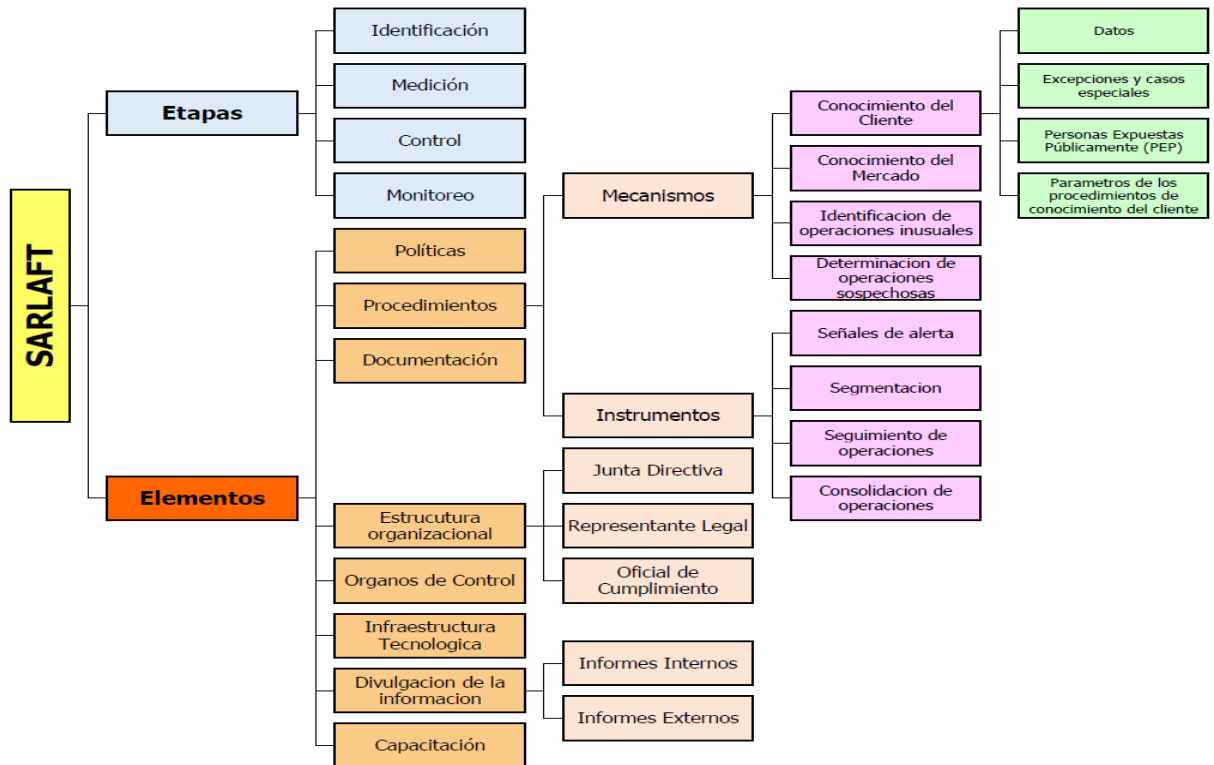 SARLAFT
Etapas
Identificación
Medición
Control
Monitoreo
Elementos
Políticas
Procedimientos
Documentación
Estrucutura
organizacional
Organos de Control
Infraestructura
Tecnologica
Divulgacion de la
informacion
Capacitación
Mecanismos
Instrumentos
Junta Directiva
Representante Legal
Oficial de
Cumplimiento
Informes Internos
Informes Externos
Conocimiento del
Cliente
Conocimiento del
Mercado
Identificacion de
operaciones inusuales
Determinacion de
operaciones
sospechosas
Señales de alerta
Segmentacion
Seguimiento de
operaciones
Consolidacion de
operaciones
Datos
Excepciones y casos
especiales
Personas Expuestas
Públicamente (PEP)
Parametros de los
procedimientos de
conocimiento del cliente